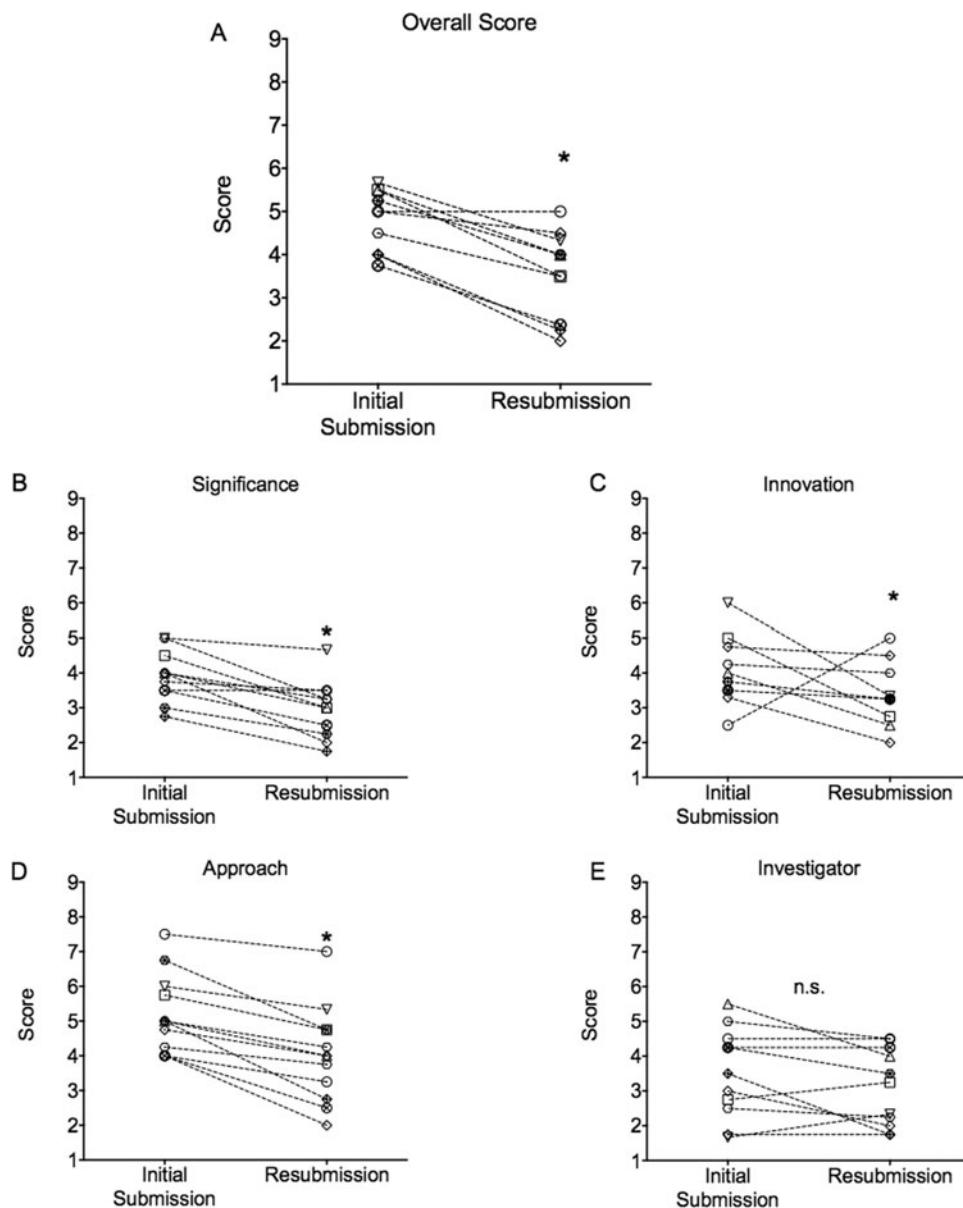 A
Overall Score
9
8
7
6
5
4
3
2
1
Score
*
Initial
Submission
Resubmission
B
Significance
9
8
7
6
5
4
3
2
1
Score
*
Initial
Submission
Resubmission
C
Innovation
9
8
7
6
5
4
3
2
1
Score
*
Initial
Submission
Resubmission
D
Approach
9
8
7
6
5
4
3
2
1
Score
*
Initial
Submission
Resubmission
E
Investigator
9
8
7
6
5
4
3
2
1
Score
n.s.
Initial
Submission
Resubmission